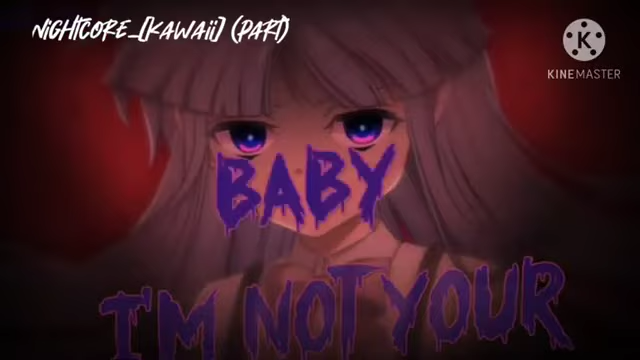 NIGHTCORE_[KAWAII] (PART)
K
KINEMASTER
BABY
I'M NOT YOUR